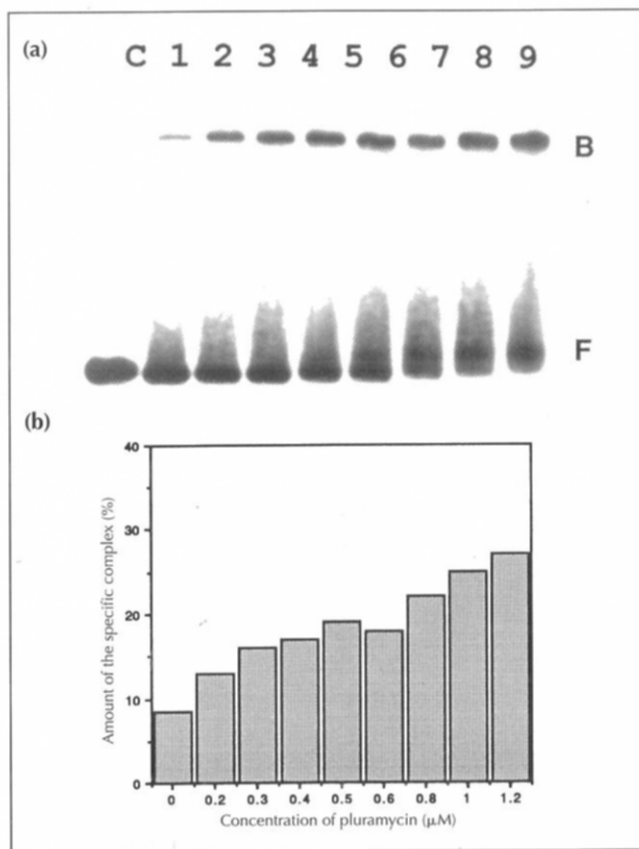 (a)
C 1 2 3 4 5 6 7 8 9
B
F
(b)
40
30
20
10
0
Amount of the specific complex (%)
0 0.2 0.3 0.4 0.5 0.6 0.8 1 1.2
Concentration of pluramycin (μM)